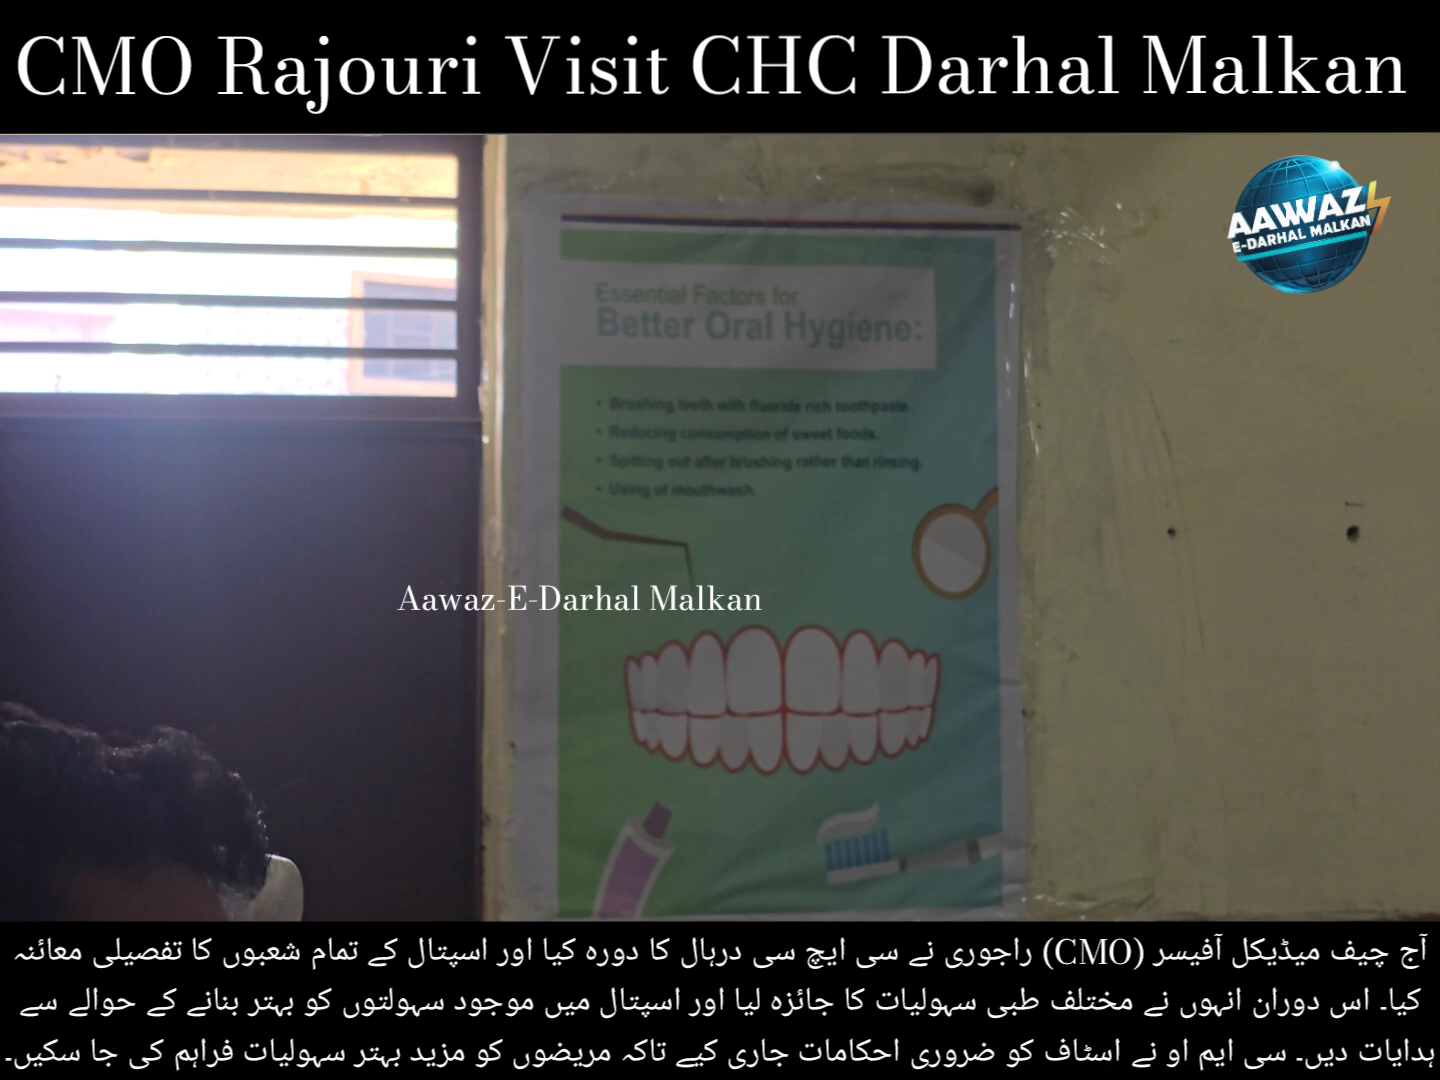 CMO Rajouri Visit CHC Darhal Malkan
AAWAZ
E-DARHAL MALKAN
Essential Factors for
Better Oral Hygiene:
• Brushing teeth with fluoride rich toothpaste.
• Reducing consumption of sweet foods.
• Spitting out after brushing rather than rinsing.
• Using of mouthwash.
Aawaz-E-Darhal Malkan
آج چیف میڈیکل آفیسر (CMO) راجوری نے سی ایچ سی درہال کا دورہ کیا اور اسپتال کے تمام شعبوں کا تفصیلی معائنہ
کیا۔ اس دوران انہوں نے مختلف طبی سہولیات کا جائزہ لیا اور اسپتال میں موجود سہولتوں کو بہتر بنانے کے حوالے سے
ہدایات دیں۔ سی ایم او نے اسٹاف کو ضروری احکامات جاری کیے تاکہ مریضوں کو مزید بہتر سہولیات فراہم کی جا سکیں۔